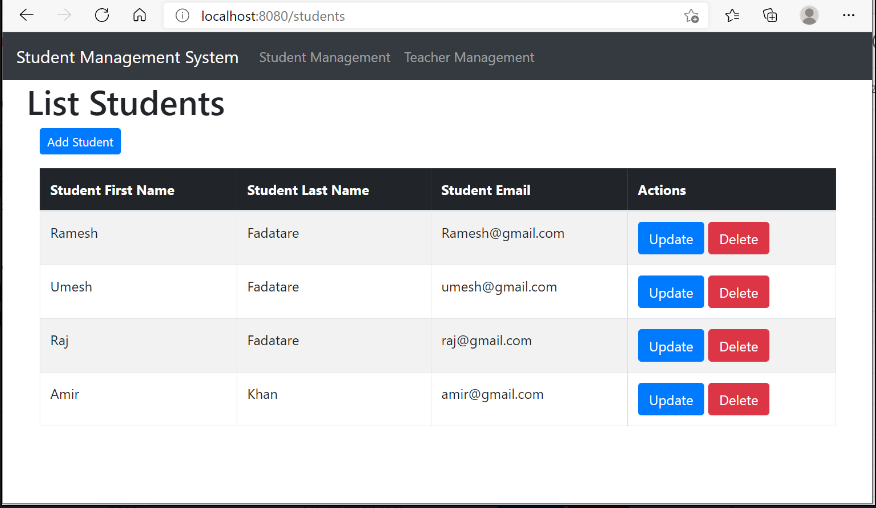 localhost:8080/students
Student Management System Student Management Teacher Management
List Students
Add Student
Student First Name Student Last Name Student Email Actions
Ramesh Fadatare Ramesh@gmail.com Update Delete
Umesh Fadatare umesh@gmail.com Update Delete
Raj Fadatare raj@gmail.com Update Delete
Amir Khan amir@gmail.com Update Delete